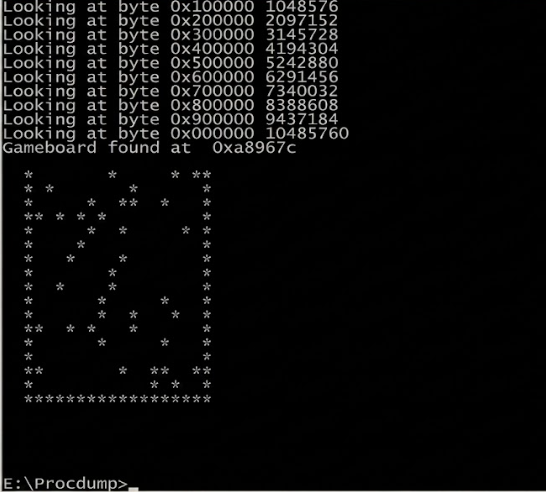 Looking at byte 0x100000 1048576
Looking at byte 0x200000 2097152
Looking at byte 0x300000 3145728
Looking at byte 0x400000 4194304
Looking at byte 0x500000 5242880
Looking at byte 0x600000 6291456
Looking at byte 0x700000 7340032
Looking at byte 0x800000 8388608
Looking at byte 0x900000 9437184
Looking at byte 0x000000 10485760
Gameboard found at  0xa8967c
  *       *     * **
  * *       *      *
  *     *  **  *   *
  ** * * *         *
  *     *  *     * *
  *    *           *
  *   *    *       *
  *       *        *
  *  *    *        *
  *      *     *   *
  *      *  *   *  *
  **  * *   *      *
  *      *     *   *
  *                *
  **       *  **  **
  *           * *  *
  ******************
E:\Procdump>_